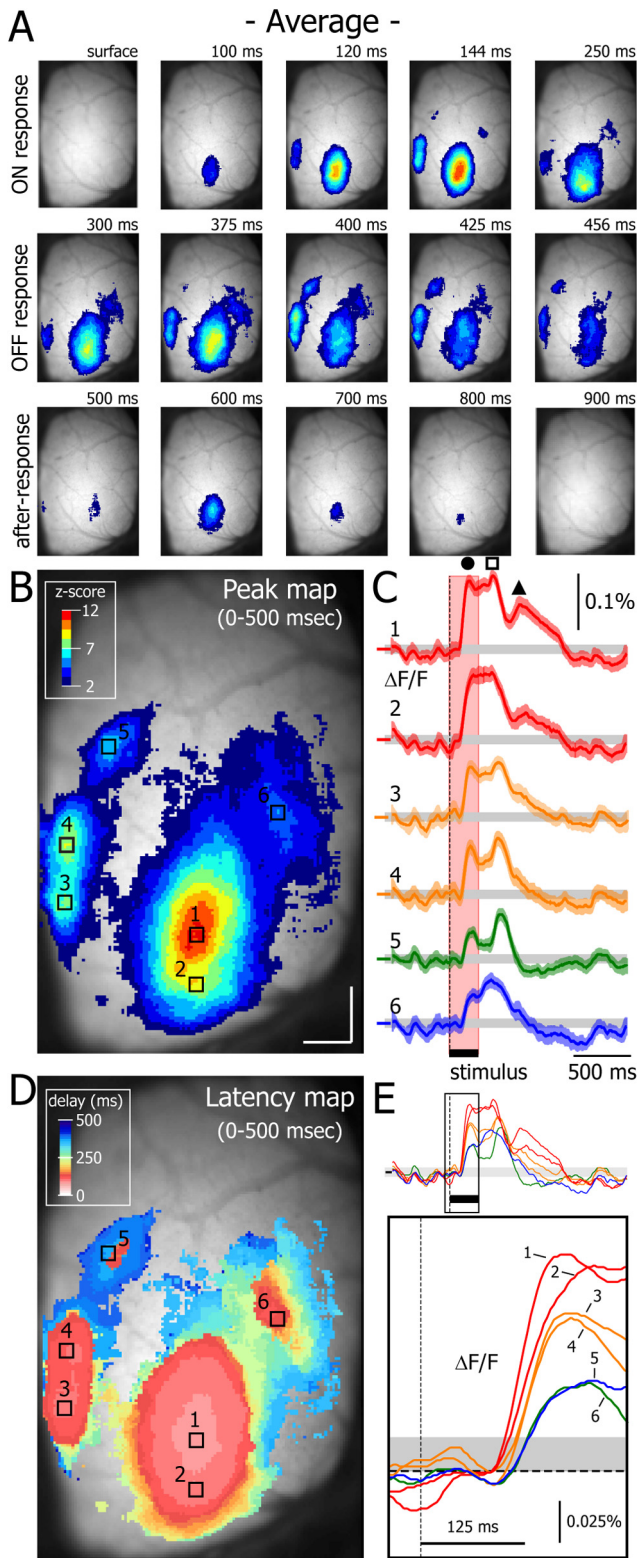 A
- Average -
surface 100 ms 120 ms 144 ms 250 ms
ON response
300 ms 375 ms 400 ms 425 ms 456 ms
OFF response
500 ms 600 ms 700 ms 800 ms 900 ms
after-response
B
z-score
12
7
2
Peak map
(0-500 msec)
5
6
4
3
1
2
C
0.1%
1
ΔF/F
2
3
4
5
6
stimulus
500 ms
D
delay (ms)
500
250
0
Latency map
(0-500 msec)
5
6
4
3
1
2
E
1
2
3
4
ΔF/F
5
6
125 ms
0.025%